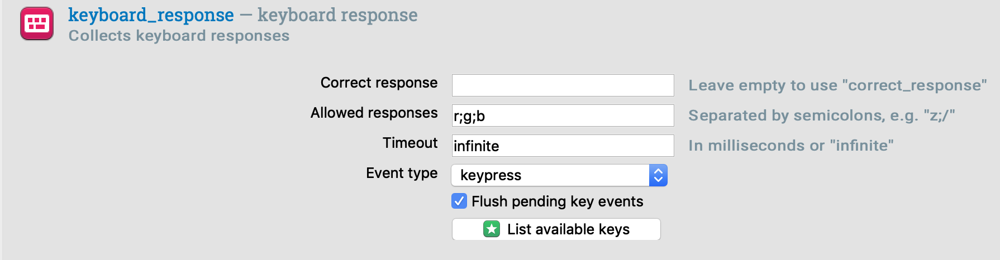 keyboard_response — keyboard response
Collects keyboard responses
Correct response Leave empty to use "correct_response"
Allowed responses r;g;b Separated by semicolons, e.g. "z;/"
Timeout infinite In milliseconds or "infinite"
Event type keypress
Flush pending key events
List available keys